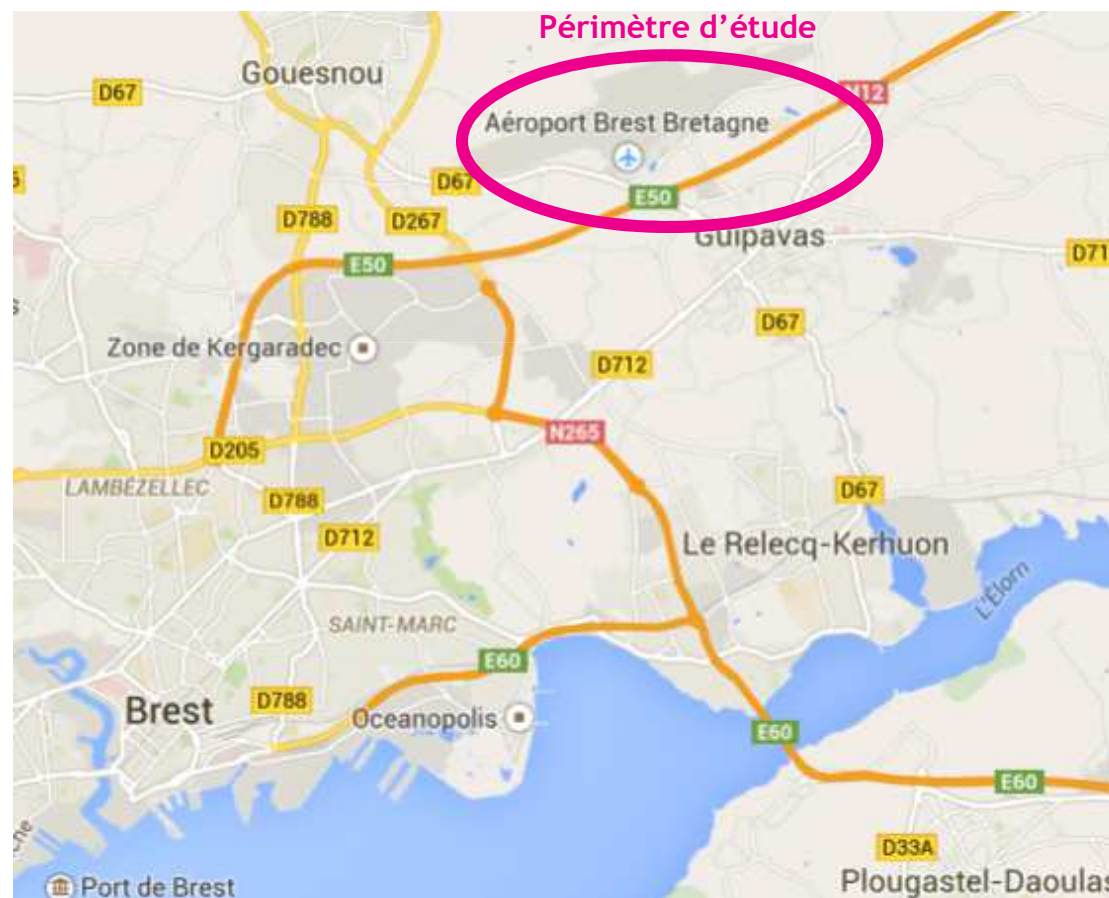 Périmètre d'étude
Gouesnou
D67
N12
Aéroport Brest Bretagne
D67
E50
D788
D267
Guipavas
D71
E50
D67
Zone de Kergaradec
D712
N265
D205
LAMBÉZELLEC
D788
D67
D712
Le Relecq-Kerhuon
L'Élorn
SAINT-MARC
E60
D788
Brest
Oceanopolis
E60
E60
D33A
Port de Brest
Plougastel-Daoulas